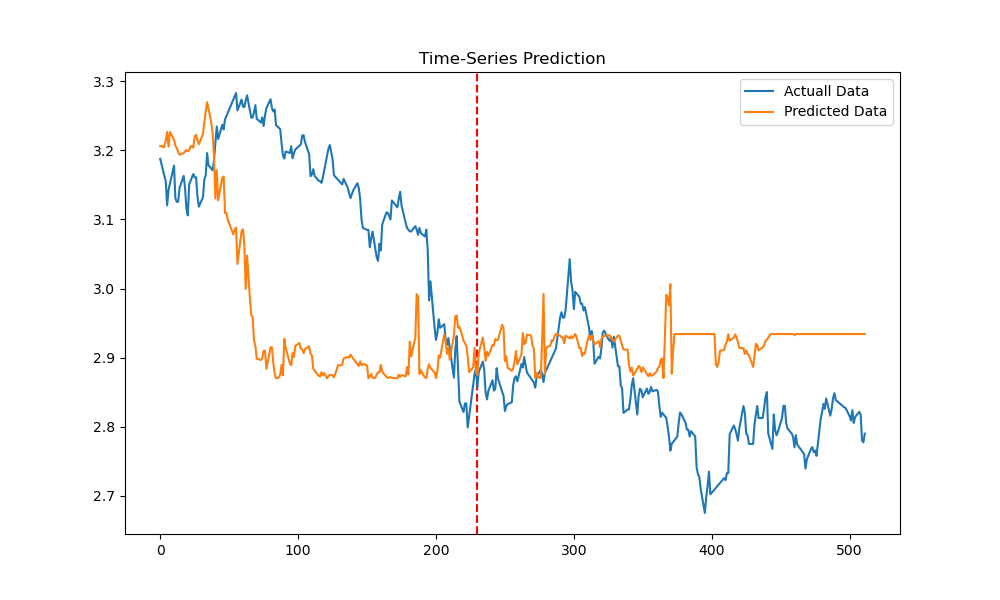 Time-Series Prediction
Actuall Data
Predicted Data
3.3
3.2
3.1
3.0
2.9
2.8
2.7
0 100 200 300 400 500